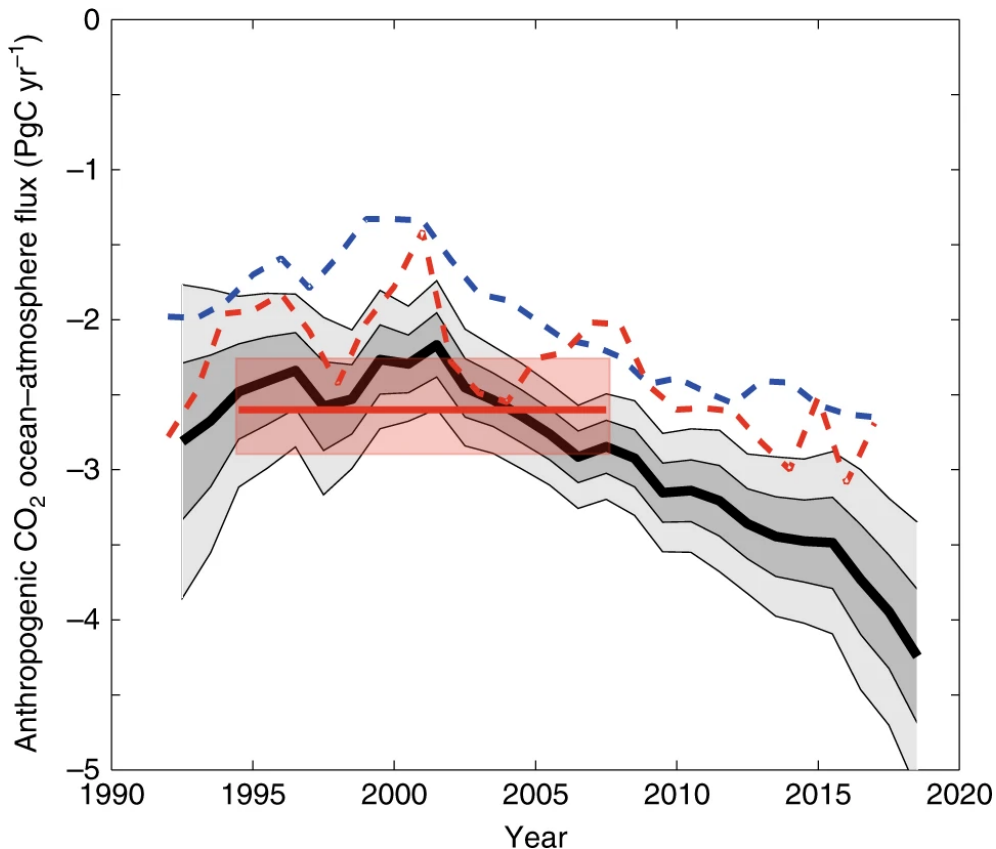 Anthropogenic CO₂ ocean–atmosphere flux (PgC yr⁻¹)
0
–1
–2
–3
–4
–5
1990 1995 2000 2005 2010 2015 2020
Year